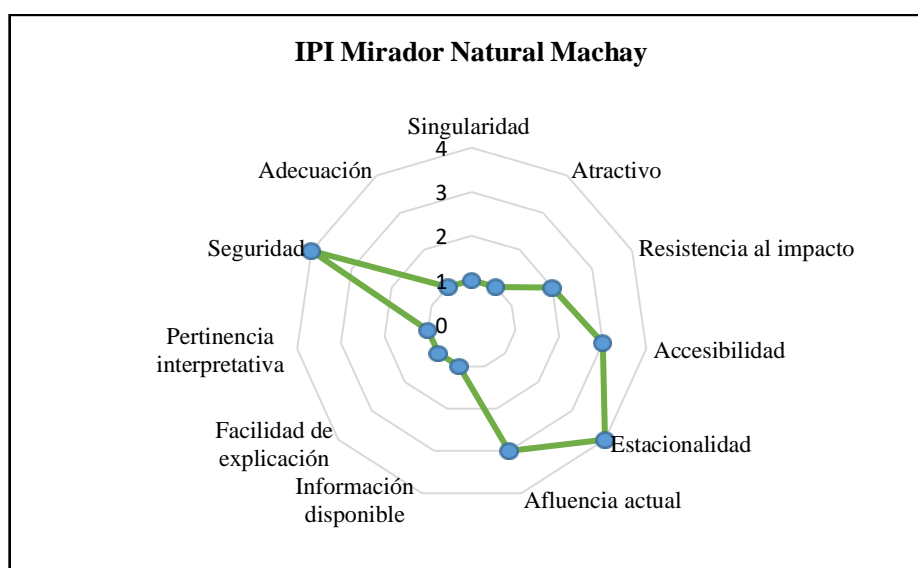 IPI Mirador Natural Machay
Singularidad
4
Adecuación
Atractivo
3
Seguridad
2
Resistencia al impacto
1
0
Pertinencia
interpretativa
Accesibilidad
Facilidad de
explicación
Estacionalidad
Información
disponible
Afluencia actual